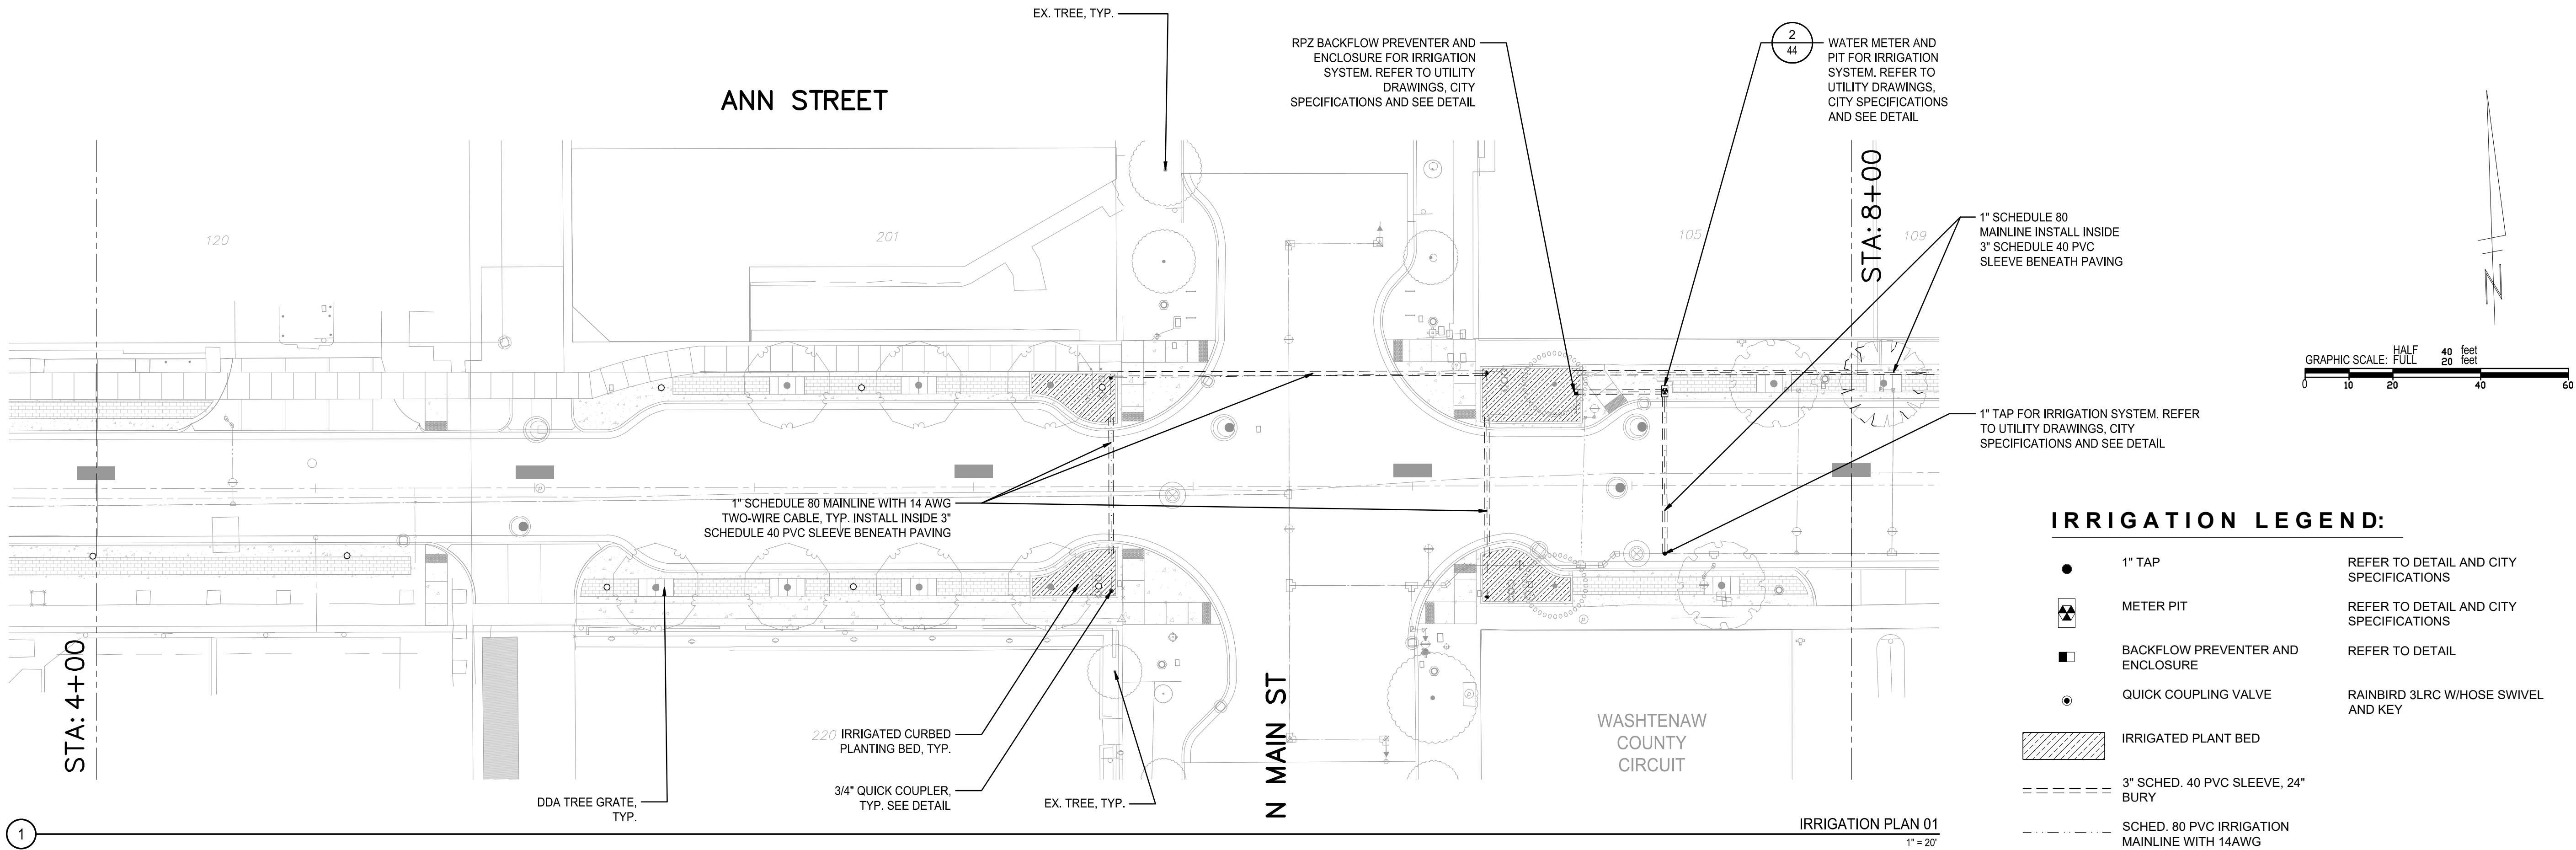 EX. TREE, TYP.
RPZ BACKFLOW PREVENTER AND
ENCLOSURE FOR IRRIGATION
SYSTEM. REFER TO UTILITY
DRAWINGS, CITY
SPECIFICATIONS AND SEE DETAIL
2
44
WATER METER AND
PIT FOR IRRIGATION
SYSTEM. REFER TO
UTILITY DRAWINGS,
CITY SPECIFICATIONS
AND SEE DETAIL
ANN STREET
STA: 8+00
120
201
105
109
1" SCHEDULE 80
MAINLINE INSTALL INSIDE
3" SCHEDULE 40 PVC
SLEEVE BENEATH PAVING
N
GRAPHIC SCALE:
HALF 40 feet
FULL 20 feet
0 10 20 40 60
1" TAP FOR IRRIGATION SYSTEM. REFER
TO UTILITY DRAWINGS, CITY
SPECIFICATIONS AND SEE DETAIL
1" SCHEDULE 80 MAINLINE WITH 14 AWG
TWO-WIRE CABLE, TYP. INSTALL INSIDE 3"
SCHEDULE 40 PVC SLEEVE BENEATH PAVING
STA: 4+00
220
IRRIGATED CURBED
PLANTING BED, TYP.
N MAIN ST
WASHTENAW
COUNTY
CIRCUIT
DDA TREE GRATE,
TYP.
3/4" QUICK COUPLER,
TYP. SEE DETAIL
EX. TREE, TYP.
1
IRRIGATION PLAN 01
1" = 20'
IRRIGATION LEGEND:
1" TAP
REFER TO DETAIL AND CITY
SPECIFICATIONS
METER PIT
REFER TO DETAIL AND CITY
SPECIFICATIONS
BACKFLOW PREVENTER AND
ENCLOSURE
REFER TO DETAIL
QUICK COUPLING VALVE
RAINBIRD 3LRC W/HOSE SWIVEL
AND KEY
IRRIGATED PLANT BED
3" SCHED. 40 PVC SLEEVE, 24"
BURY
SCHED. 80 PVC IRRIGATION
MAINLINE WITH 14AWG